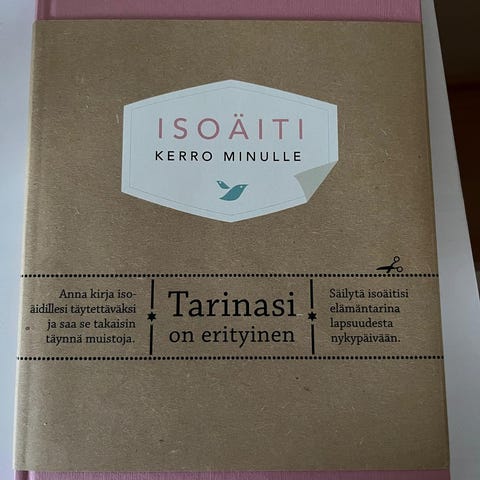 ISOÄITI
KERRO MINULLE
Anna kirja iso-
äidillesi täytettäväksi
ja saa se takaisin
täynnä muistoja.
Tarinasi
on erityinen
Säilytä isoäitisi
elämäntarina
lapsuudesta
nykypäivään.